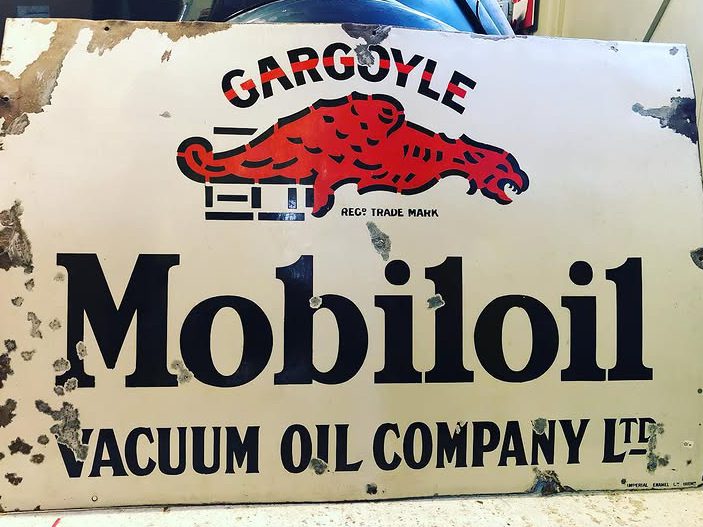 GARGOYLE
REGD TRADE MARK
Mobiloil
VACUUM OIL COMPANY LTD
IMPERIAL ENAMEL